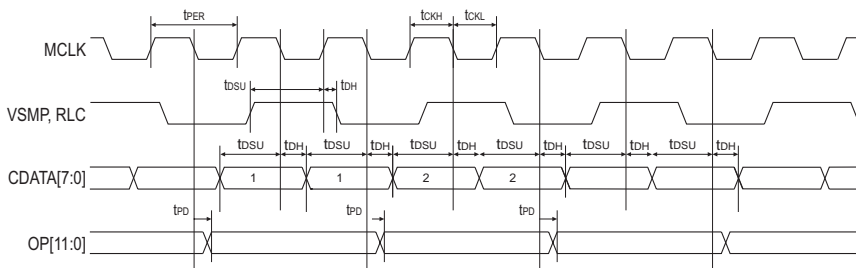 tPER tCKH tCKL
MCLK
tDSU tDH
VSMP, RLC
tDSU tDH tDSU tDH tDSU tDH tDSU tDH tDSU tDH tDSU tDH
CDATA[7:0] 1 1 2 2
tPD tPD tPD
OP[11:0]